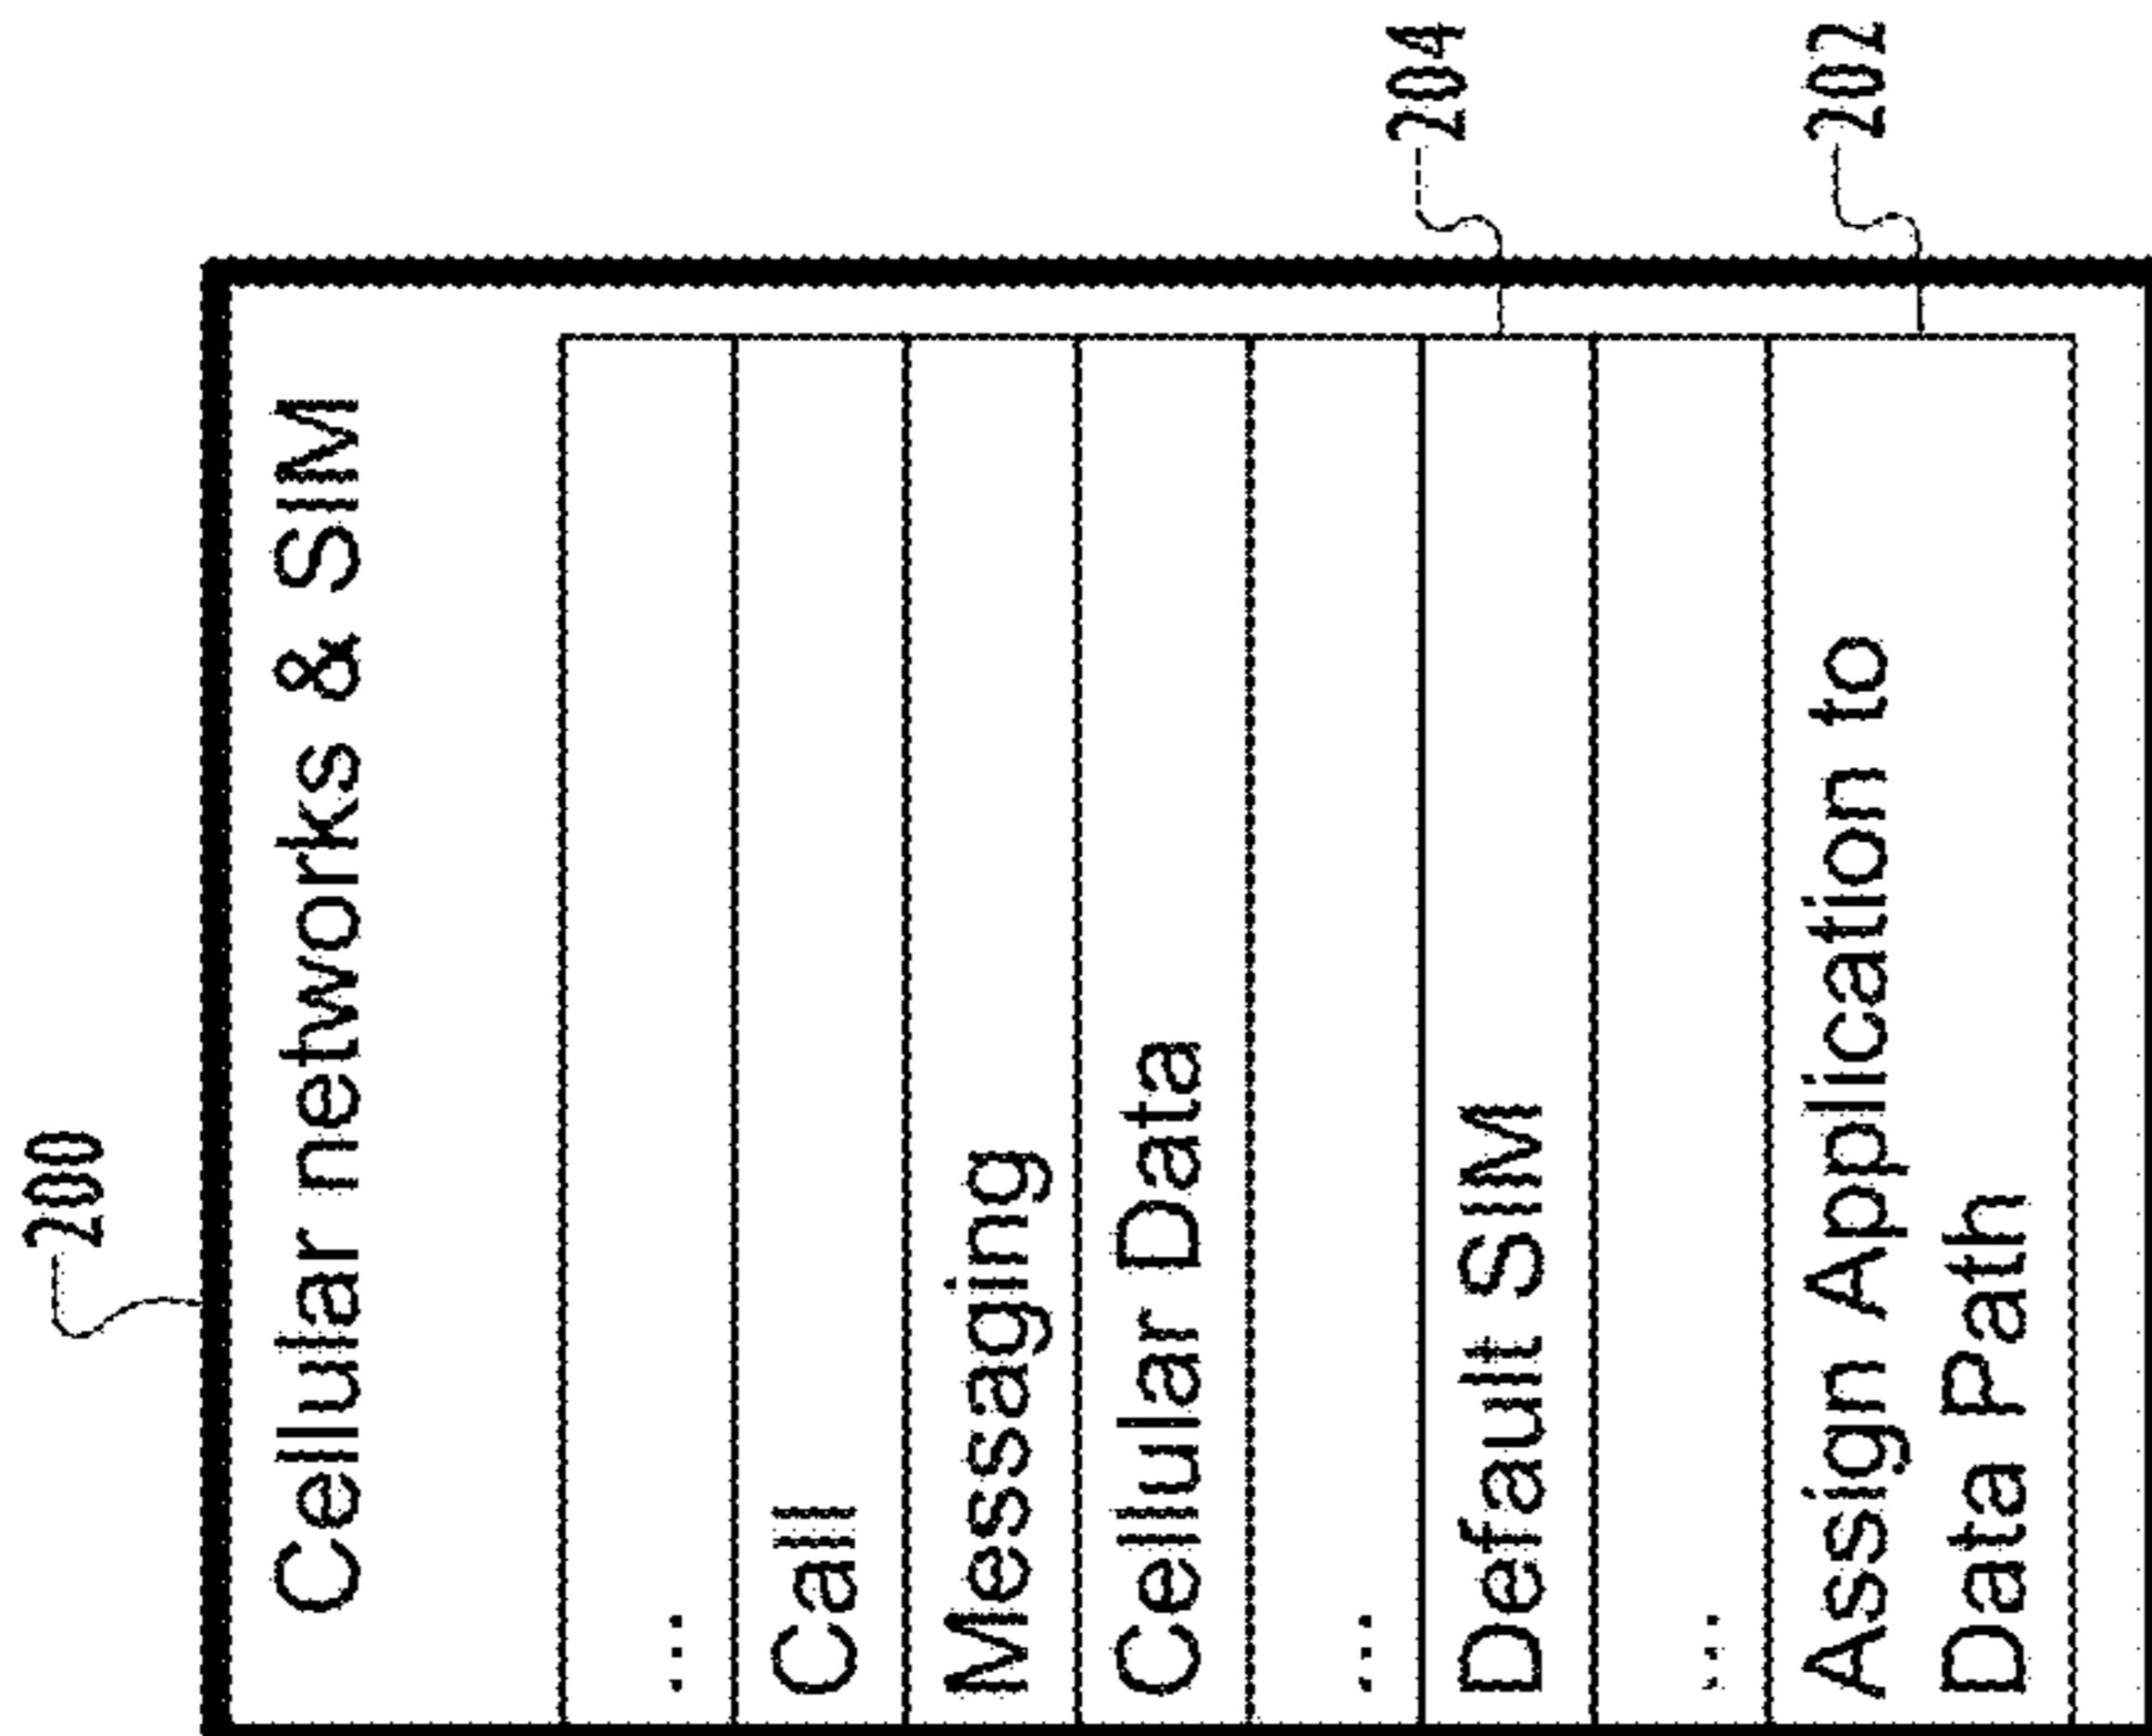 200
Cellular networks & SIM
...
Call
Messaging
Cellular Data
...
Default SIM
204
...
Assign Application to
Data Path
202